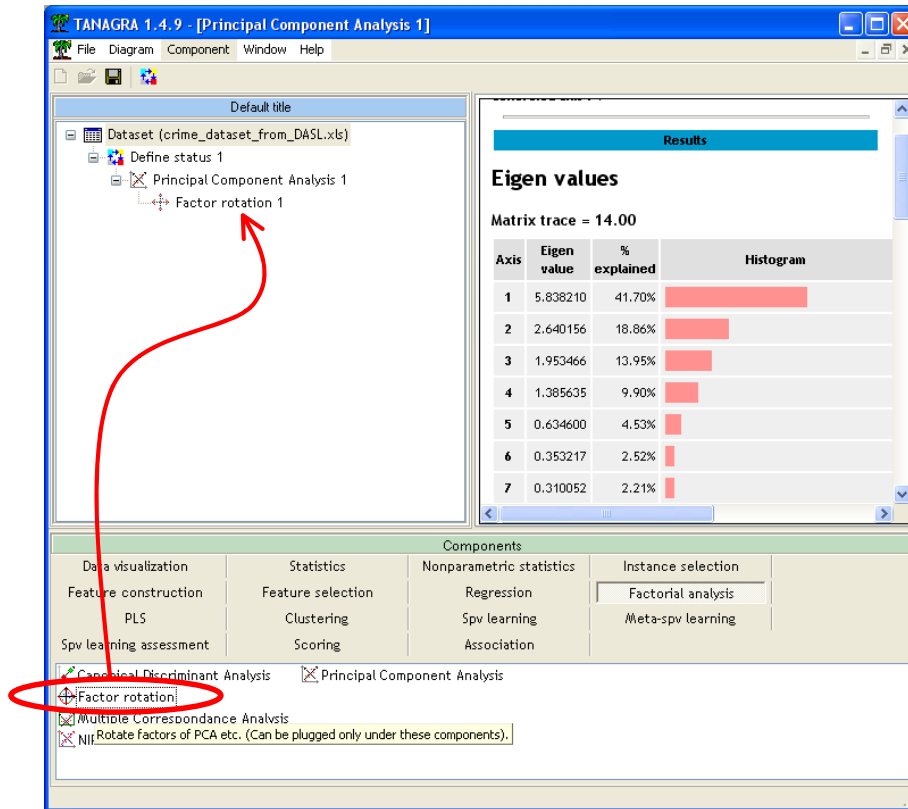 TANAGRA 1.4.9 - [Principal Component Analysis 1]
File Diagram Component Window Help
Default title
Dataset (crime_dataset_from_DASL.xls)
Define status 1
Principal Component Analysis 1
Factor rotation 1
Results
Eigen values
Matrix trace = 14.00
Axis Eigen value % explained Histogram
1 5.838210 41.70%
2 2.640156 18.86%
3 1.953466 13.95%
4 1.385635 9.90%
5 0.634600 4.53%
6 0.353217 2.52%
7 0.310052 2.21%
Components
Data visualization Statistics Nonparametric statistics Instance selection
Feature construction Feature selection Regression Factorial analysis
PLS Clustering Spv learning Meta-spv learning
Spv learning assessment Scoring Association
Canonical Discriminant Analysis Principal Component Analysis
Factor rotation
Multiple Correspondance Analysis
Rotate factors of PCA etc. (Can be plugged only under these components).